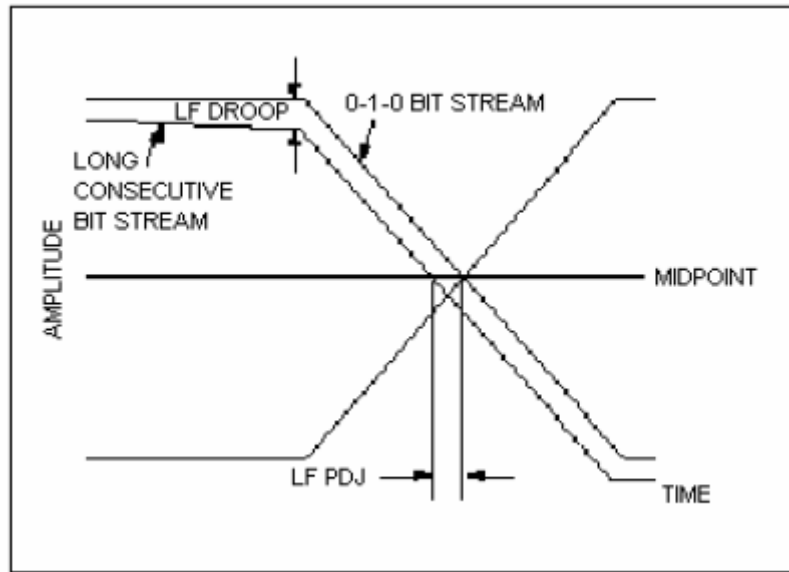 LF DROOP
0-1-0 BIT STREAM
LONG
CONSECUTIVE
BIT STREAM
AMPLITUDE
MIDPOINT
LF PDJ
TIME